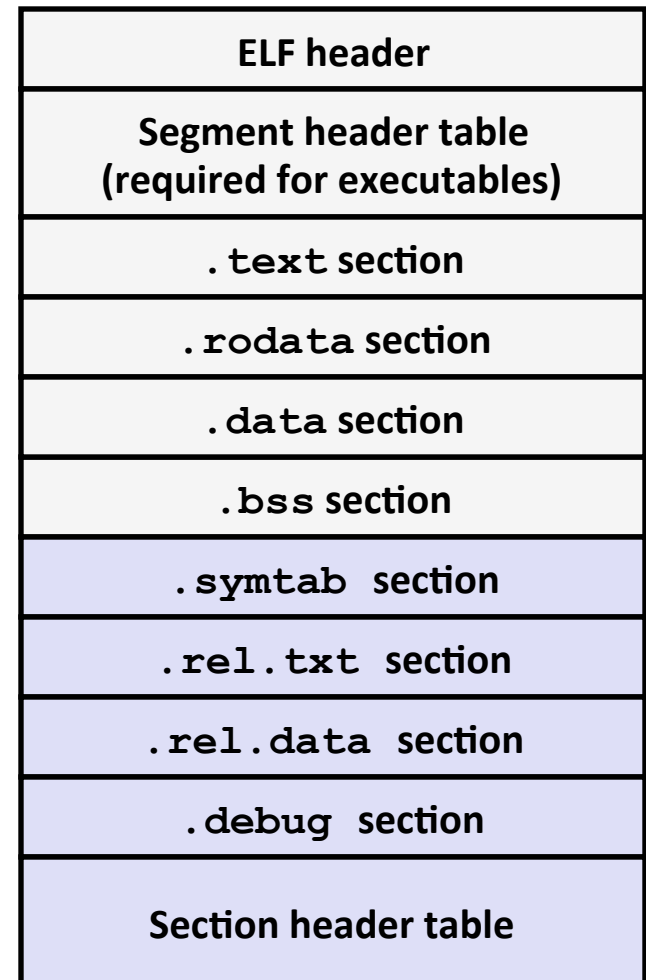 ELF header
Segment header table
(required for executables)
.text section
.rodata section
.data section
.bss section
.symtab section
.rel.txt section
.rel.data section
.debug section
Section header table